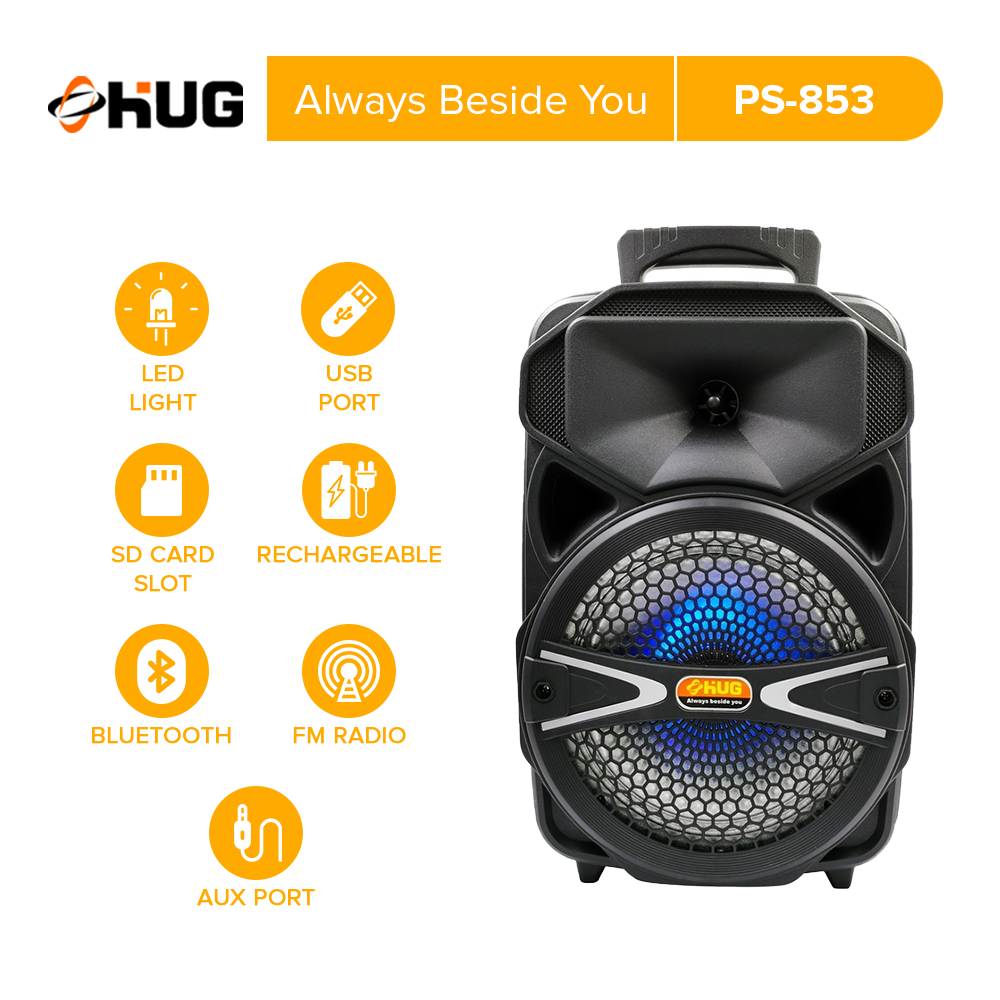 HUG
Always Beside You
PS-853
LED
LIGHT
USB
PORT
SD CARD
SLOT
RECHARGEABLE
BLUETOOTH
FM RADIO
AUX PORT
HUG
Always beside you